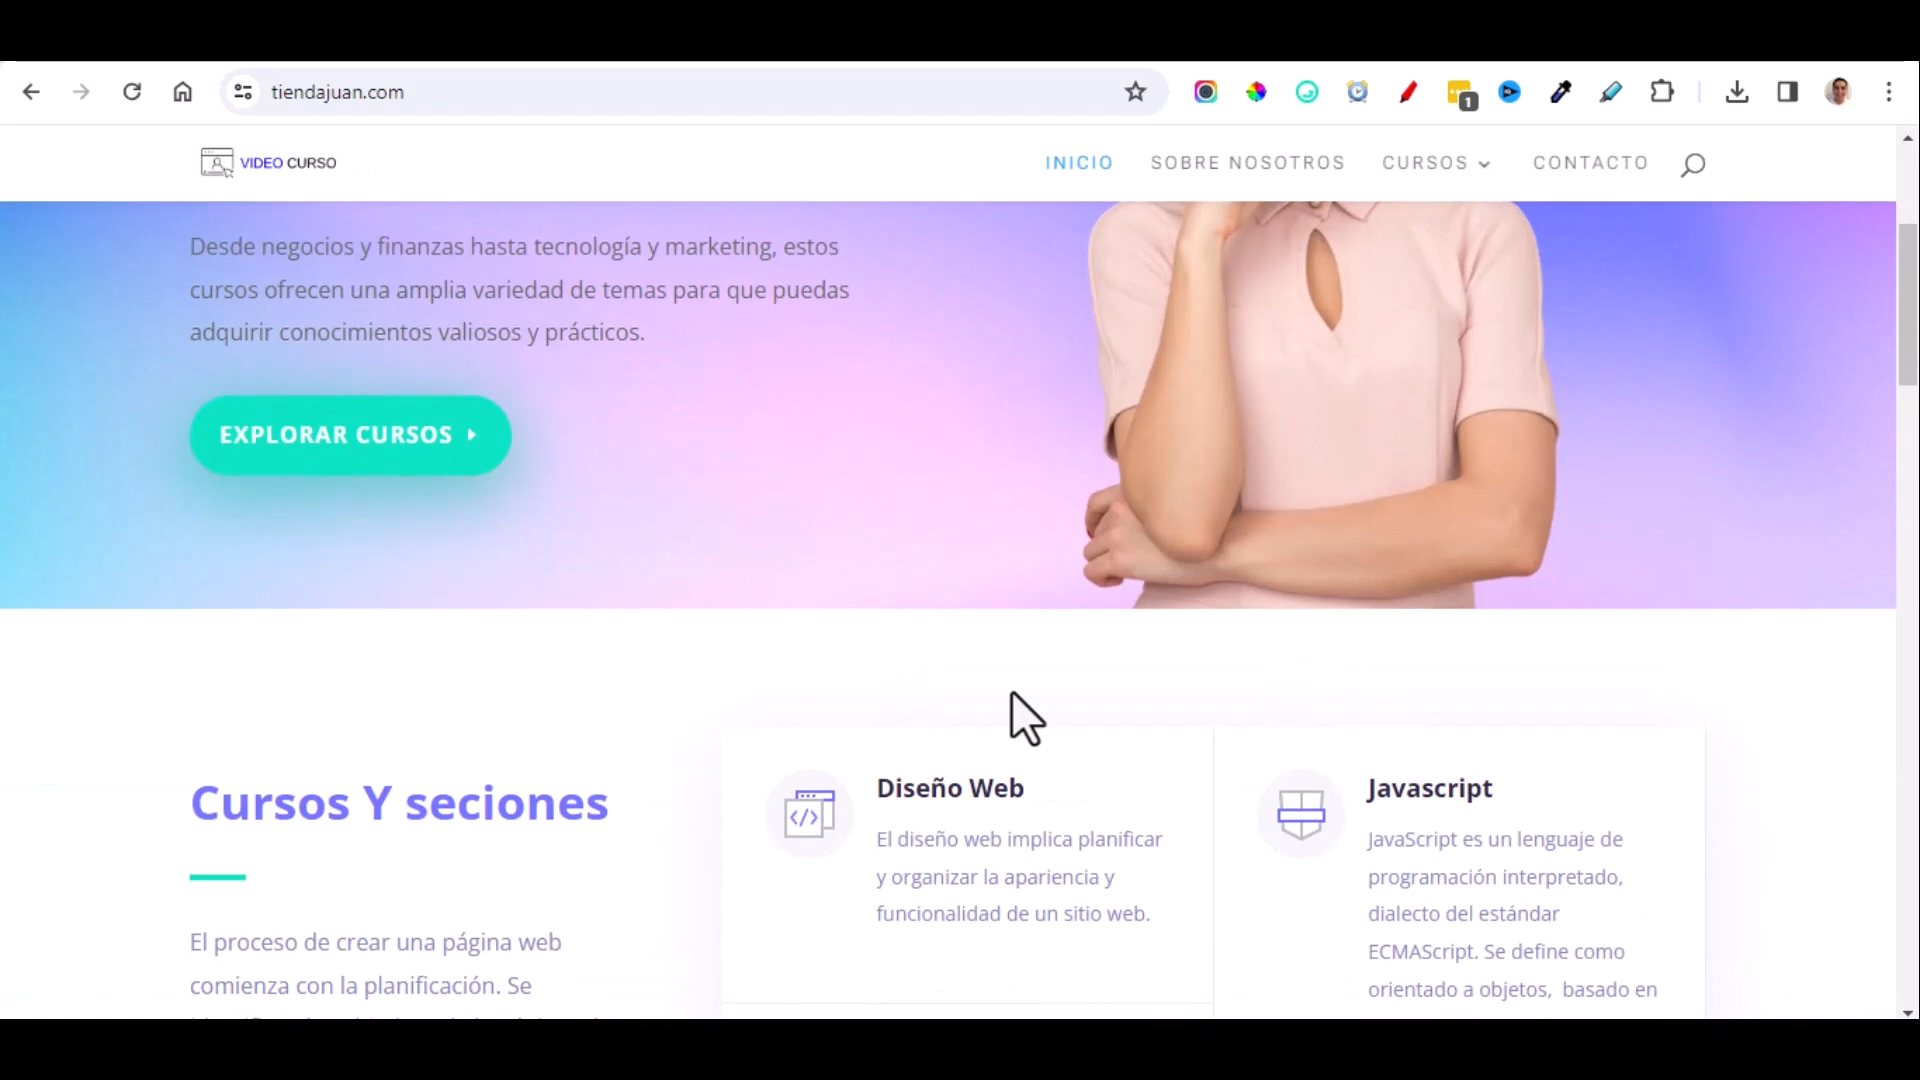 tiendajuan.com
1
VIDEO CURSO
INICIO
SOBRE NOSOTROS
CURSOS
CONTACTO
Desde negocios y finanzas hasta tecnología y marketing, estos
cursos ofrecen una amplia variedad de temas para que puedas
adquirir conocimientos valiosos y prácticos.
EXPLORAR CURSOS
Cursos Y seciones
El proceso de crear una página web
comienza con la planificación. Se
Diseño Web
El diseño web implica planificar
y organizar la apariencia y
funcionalidad de un sitio web.
Javascript
JavaScript es un lenguaje de
programación interpretado,
dialecto del estándar
ECMAScript. Se define como
orientado a objetos, basado en